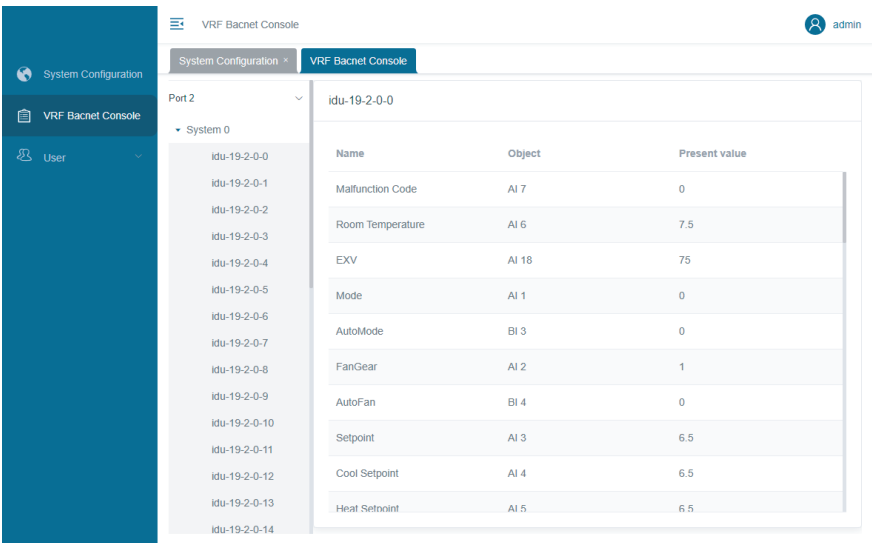 VRF Bacnet Console
admin
System Configuration ×
VRF Bacnet Console
System Configuration
VRF Bacnet Console
User
Port 2
System 0
idu-19-2-0-0
idu-19-2-0-1
idu-19-2-0-2
idu-19-2-0-3
idu-19-2-0-4
idu-19-2-0-5
idu-19-2-0-6
idu-19-2-0-7
idu-19-2-0-8
idu-19-2-0-9
idu-19-2-0-10
idu-19-2-0-11
idu-19-2-0-12
idu-19-2-0-13
idu-19-2-0-14
idu-19-2-0-0
Name Object Present value
Malfunction Code AI 7 0
Room Temperature AI 6 7.5
EXV AI 18 75
Mode AI 1 0
AutoMode BI 3 0
FanGear AI 2 1
AutoFan BI 4 0
Setpoint AI 3 6.5
Cool Setpoint AI 4 6.5
Heat Setpoint AI 5 6.5